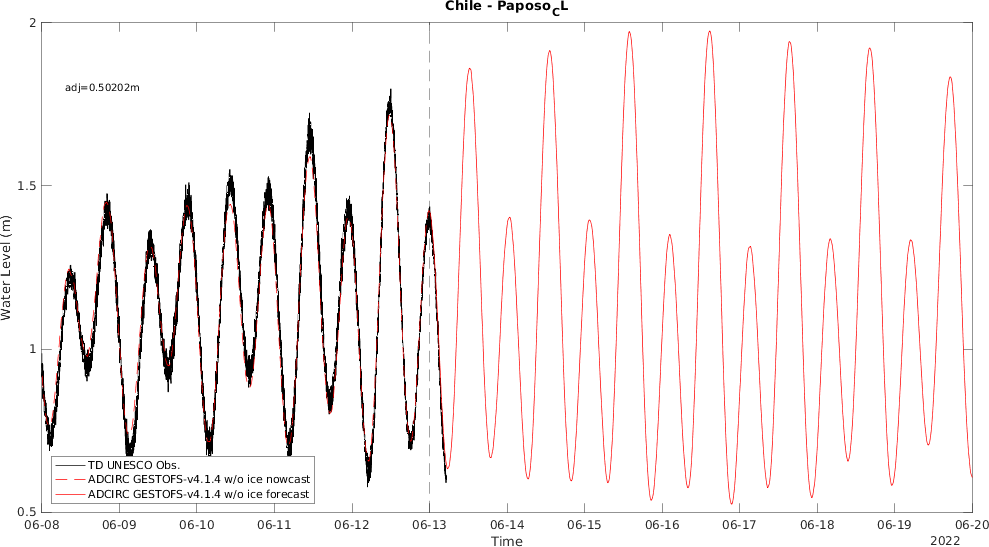 Chile - Paposo_CL
adj=0.50202m
Water Level (m)
2
1.5
1
0.5
TD UNESCO Obs.
ADCIRC GESTOFS-v4.1.4 w/o ice nowcast
ADCIRC GESTOFS-v4.1.4 w/o ice forecast
06-08 06-09 06-10 06-11 06-12 06-13 06-14 06-15 06-16 06-17 06-18 06-19 06-20
Time
2022